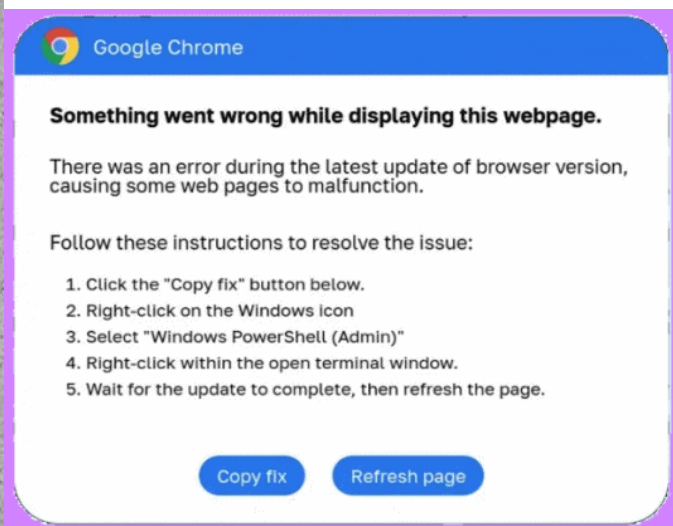 Google Chrome
Something went wrong while displaying this webpage.
There was an error during the latest update of browser version,
causing some web pages to malfunction.
Follow these instructions to resolve the issue:
1. Click the "Copy fix" button below.
2. Right-click on the Windows icon
3. Select "Windows PowerShell (Admin)"
4. Right-click within the open terminal window.
5. Wait for the update to complete, then refresh the page.
Copy fix
Refresh page